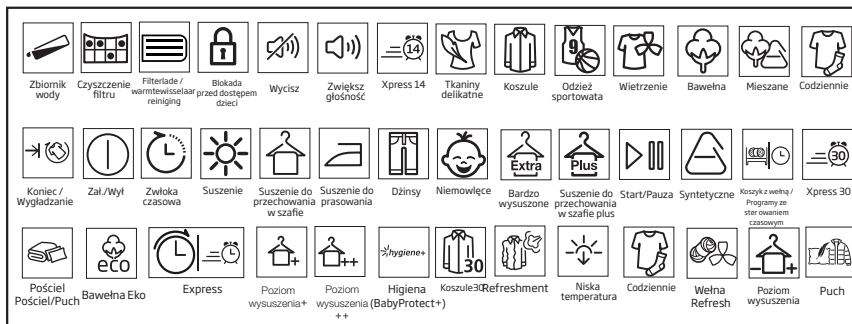 14
9
Zbiornik wody
Czyszczenie filtru
Filterlade / warmtewisselaar reiniging
Blokada przed dostępem dzieci
Wycisz
Zwiększ głośność
Xpress 14
Tkaniny delikatne
Koszule
Odzież sportowata
Wietrzenie
Bawełna
Mieszane
Codziennie
Extra
Plus
30
Koniec / Wygładzanie
Zał./Wył
Zwłoka czasowa
Suszenie
Suszenie do przechowania w szafie
Suszenie do prasowania
Dżinsy
Niemowlęce
Bardzo wysuszone
Suszenie do przechowania w szafie plus
Start/Pauza
Syntetyczne
Koszyk z wełną / Programy ze ster owaniem czasowym
Xpress 30
eco
+
++
hygiene+
30
- +
Pościel Pościel/Puch
Bawełna Eko
Express
Poziom wysuszenia+
Poziom wysuszenia ++
Higiena (BabyProtect+)
Koszule30
Refreshment
Niska temperatura
Codziennie
Wełna Refresh
Poziom wysuszenia
Puch